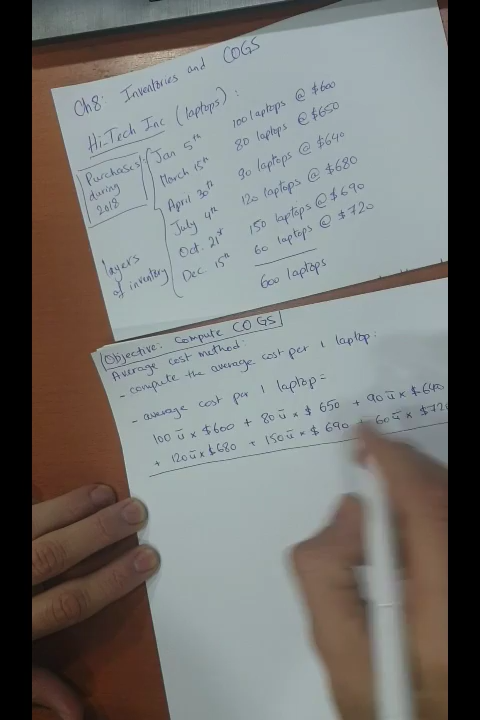 Ch8: Inventories and COGS
Hi-Tech Inc (laptops):
Purchases during 2018
Jan 5th 100 laptops @ $600
March 15th 80 laptops @ $650
April 30th 90 laptops @ $640
July 4th 120 laptops @ $680
Oct. 21st 150 laptops @ $690
Dec. 15th 60 laptops @ $720
600 laptops
layers of inventory
Objective: Compute COGS
Average cost method:
- compute the average cost per 1 laptop:
- average cost per 1 laptop =
100 ū × $600 + 80 ū × $650 + 90 ū × $640
+ 120 ū × $680 + 150 ū × $690 + 60 ū × $720